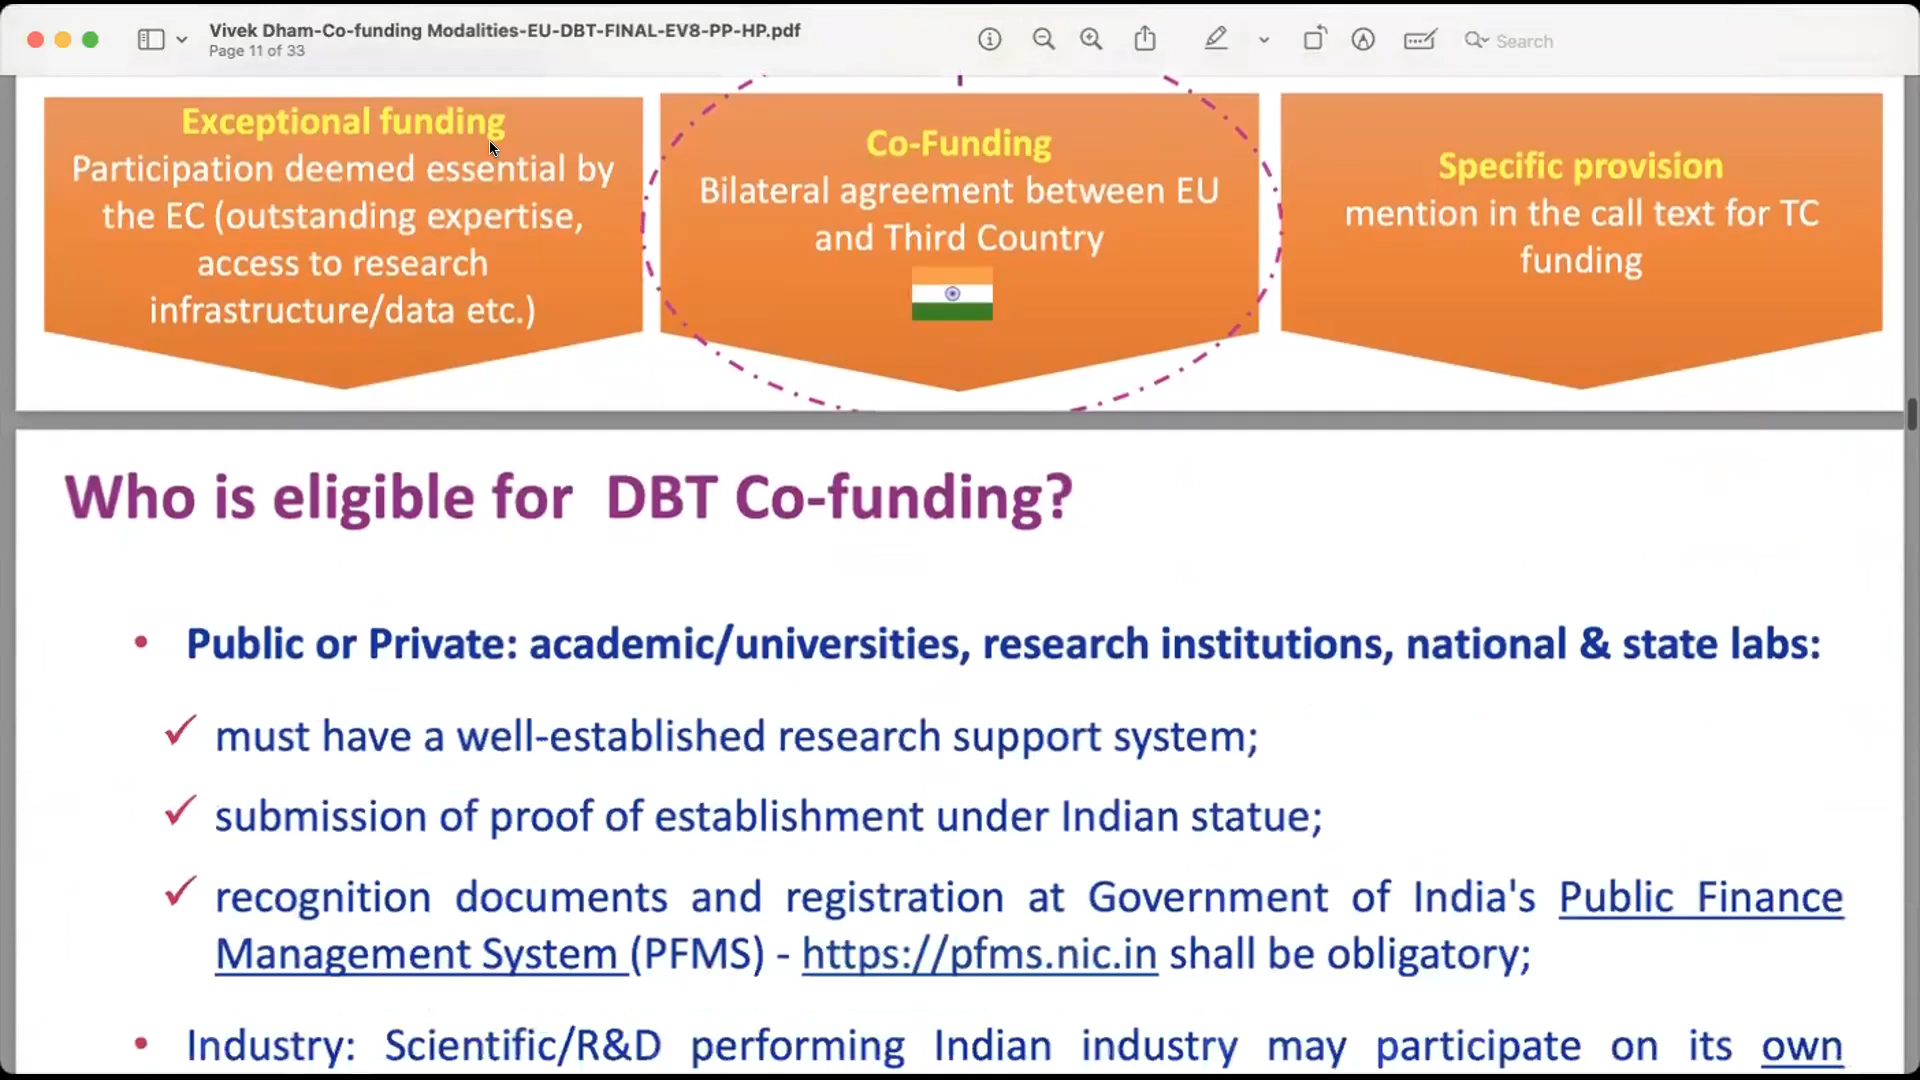 Vivek Dham-Co-funding Modalities-EU-DBT-FINAL-EV8-PP-HP.pdf
Page 11 of 33
Search
Exceptional funding
Participation deemed essential by
the EC (outstanding expertise,
access to research
infrastructure/data etc.)
Co-Funding
Bilateral agreement between EU
and Third Country
Specific provision
mention in the call text for TC
funding
Who is eligible for DBT Co-funding?
• Public or Private: academic/universities, research institutions, national & state labs:
✓ must have a well-established research support system;
✓ submission of proof of establishment under Indian statue;
✓ recognition documents and registration at Government of India's Public Finance
Management System (PFMS) - https://pfms.nic.in shall be obligatory;
• Industry: Scientific/R&D performing Indian industry may participate on its own